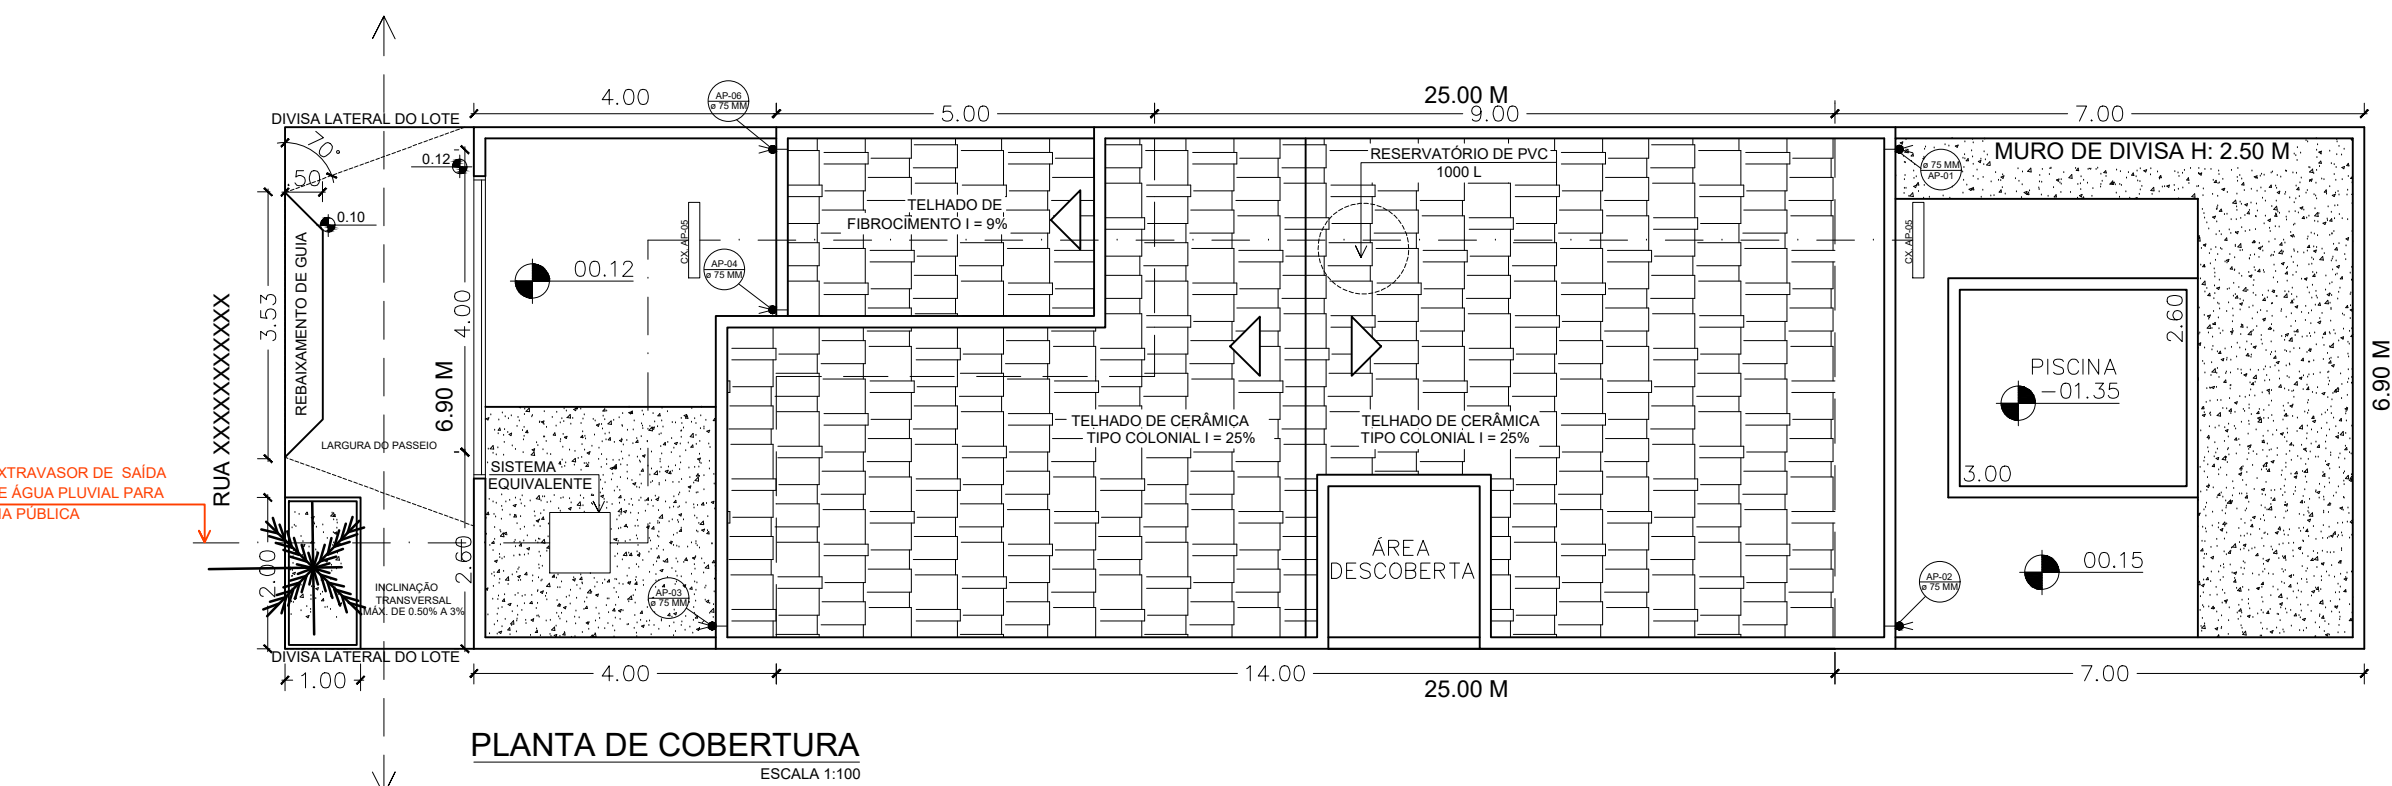 25.00 M
4.00
5.00
9.00
7.00
AP-06
ø 75 MM
DIVISA LATERAL DO LOTE
70°
.50
0.12
0.10
RESERVATÓRIO DE PVC
1000 L
MURO DE DIVISA H: 2.50 M
ø 75 MM
AP-01
TELHADO DE
FIBROCIMENTO I = 9%
CX. AP-05
CX. AP-05
AP-04
ø 75 MM
00.12
REBAIXAMENTO DE GUIA
3.53
4.00
RUA XXXXXXXXXXXX
6.90 M
2.60
PISCINA
-01.35
3.00
6.90 M
TELHADO DE CERÂMICA
TIPO COLONIAL I = 25%
TELHADO DE CERÂMICA
TIPO COLONIAL I = 25%
LARGURA DO PASSEIO
SISTEMA
EQUIVALENTE
XTRAVASOR DE SAÍDA
E ÁGUA PLUVIAL PARA
IA PÚBLICA
2.00
2.60
ÁREA
DESCOBERTA
00.15
INCLINAÇÃO
TRANSVERSAL
MÁX. DE 0.50% A 3%
AP-03
ø 75 MM
AP-02
ø 75 MM
DIVISA LATERAL DO LOTE
1.00
4.00
14.00
7.00
25.00 M
PLANTA DE COBERTURA
ESCALA 1:100